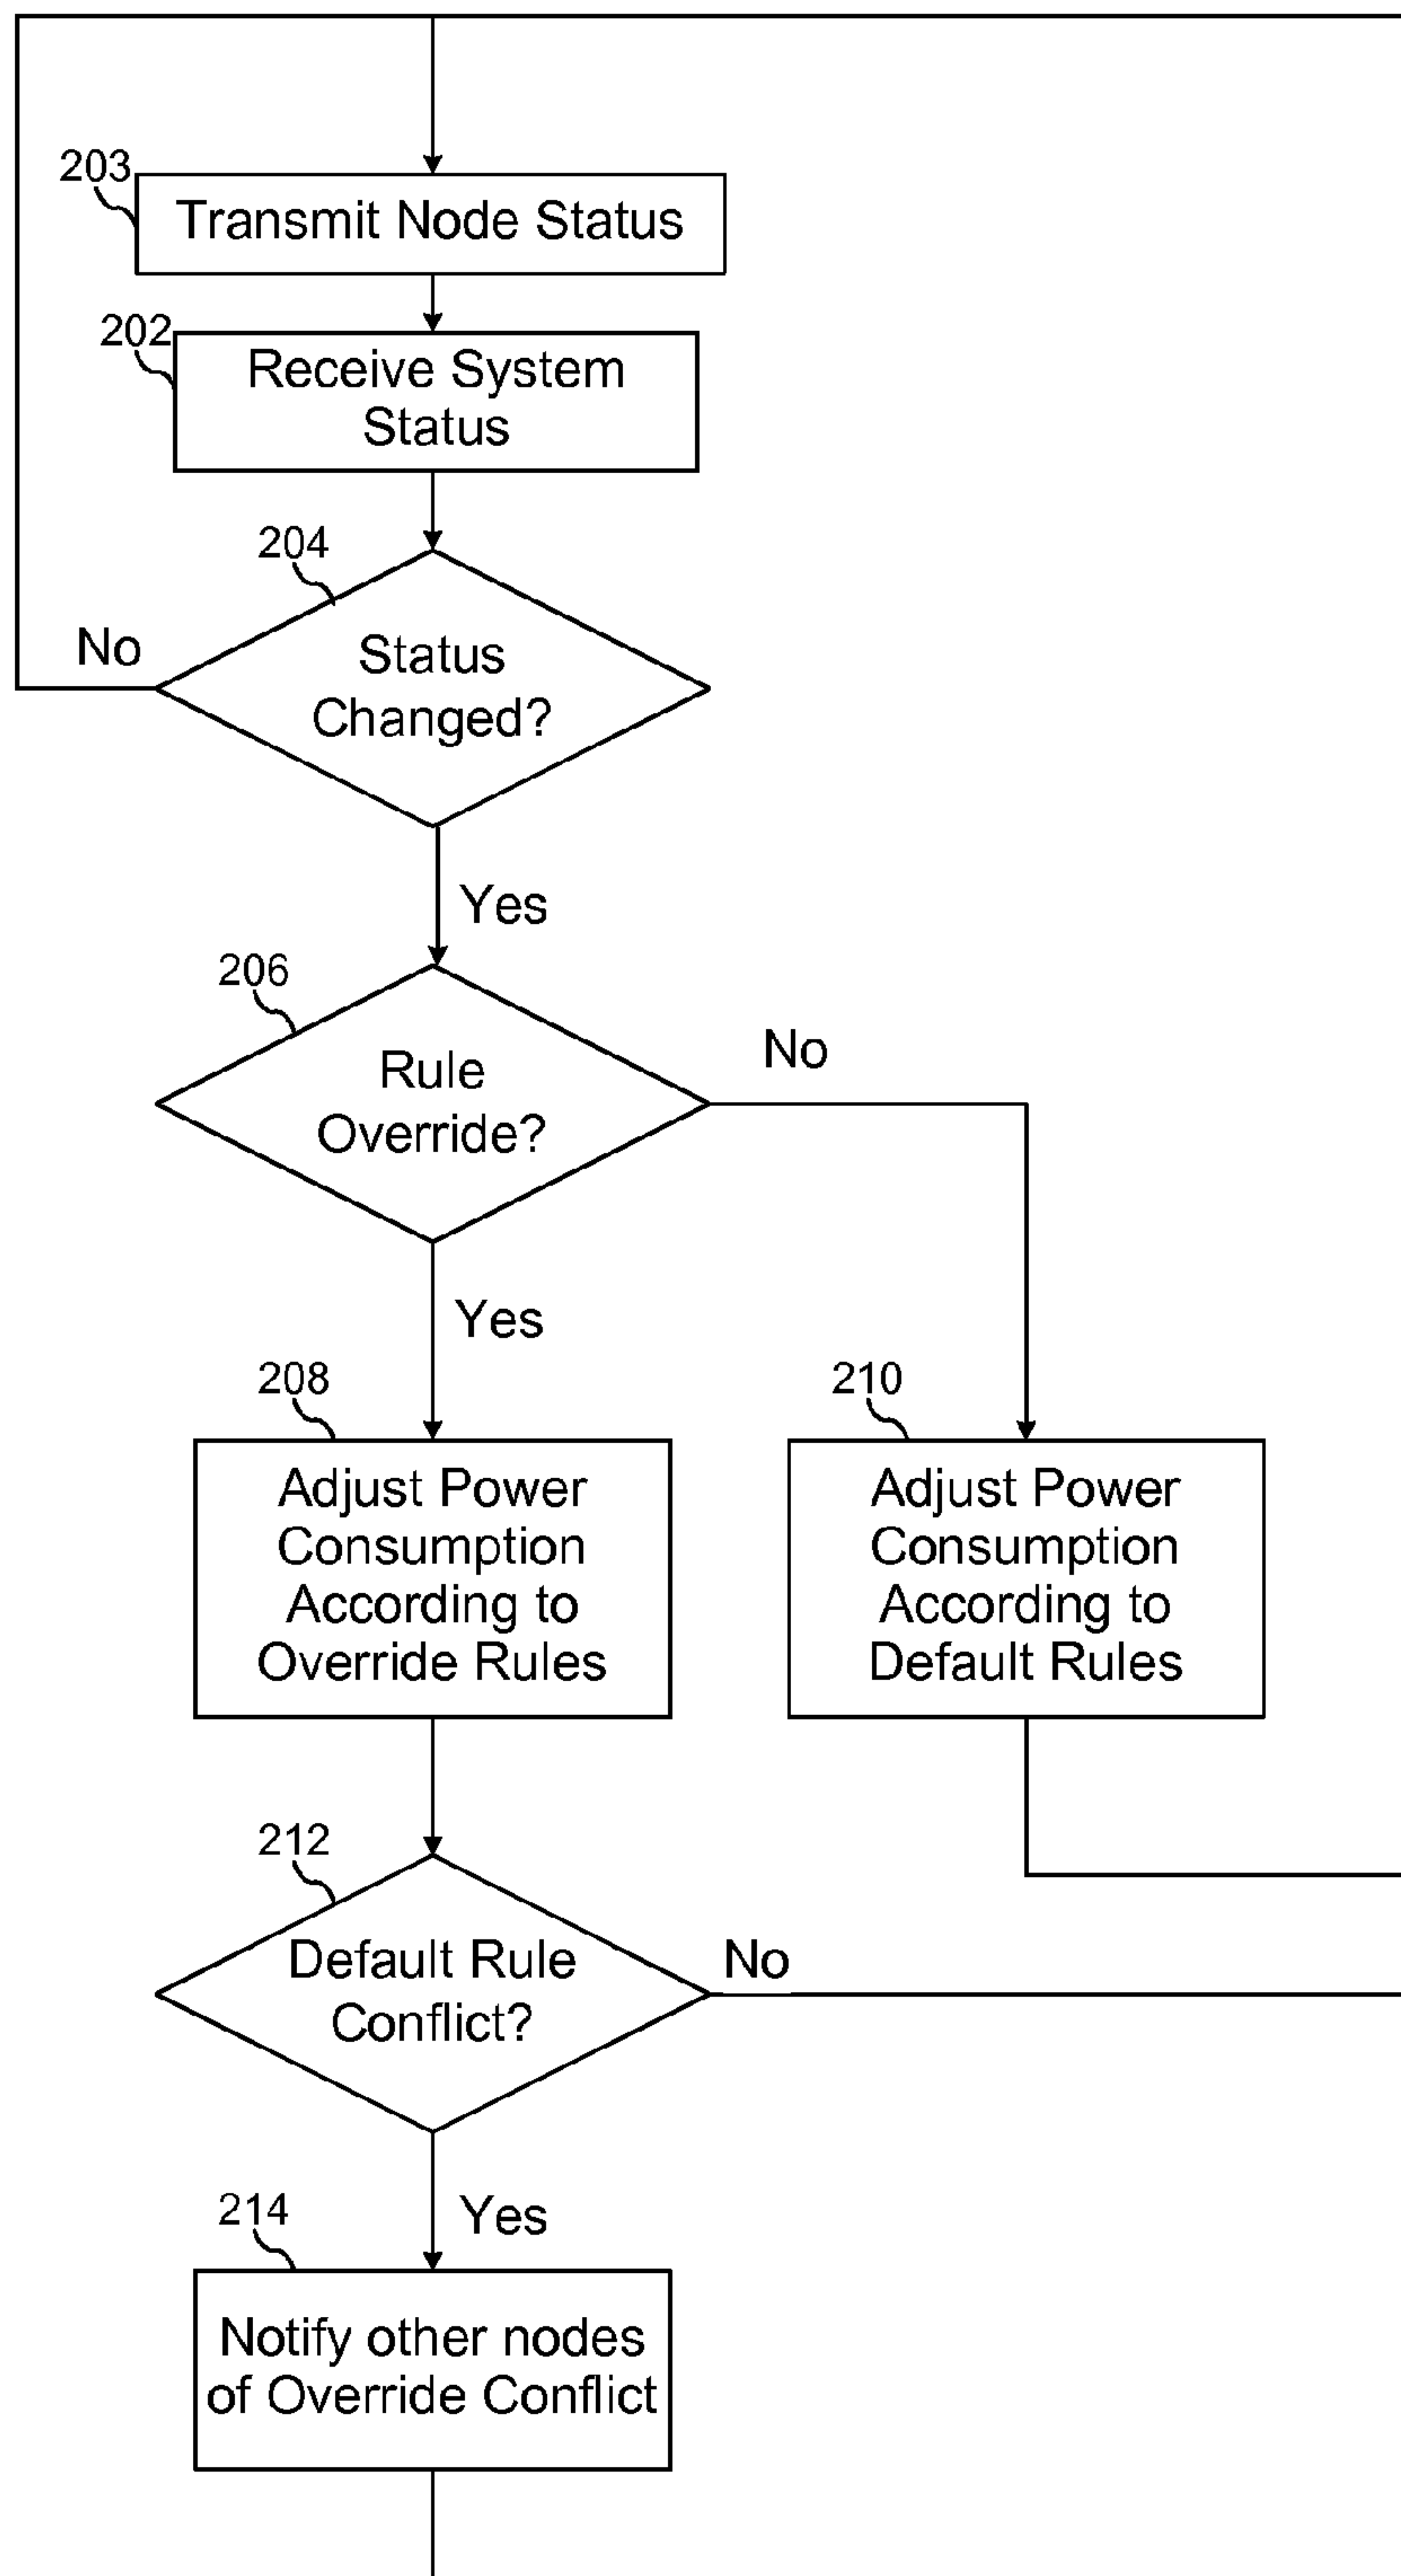 203
Transmit Node Status
202
Receive System
Status
204
No
Status
Changed?
Yes
206
No
Rule
Override?
Yes
208
210
Adjust Power
Consumption
According to
Override Rules
Adjust Power
Consumption
According to
Default Rules
212
Default Rule
Conflict?
No
Yes
214
Notify other nodes
of Override Conflict